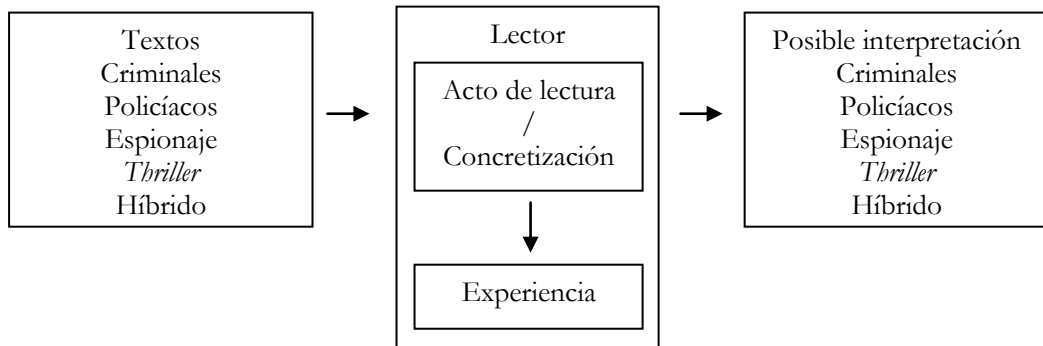 Textos
Criminales
Policíacos
Espionaje
Thriller
Híbrido
Lector
Acto de lectura
/
Concretización
Experiencia
Posible interpretación
Criminales
Policíacos
Espionaje
Thriller
Híbrido